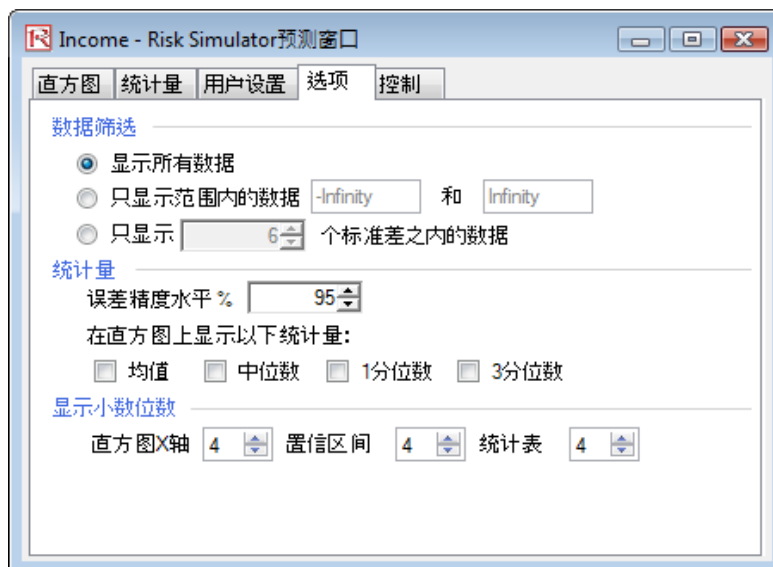 Income - Risk Simulator预测窗口
直方图 统计量 用户设置 选项 控制
数据筛选
显示所有数据
只显示范围内的数据 -Infinity 和 Infinity
只显示 6 个标准差之内的数据
统计量
误差精度水平% 95
在直方图上显示以下统计量:
均值 中位数 1分位数 3分位数
显示小数位数
直方图X轴 4 置信区间 4 统计表 4